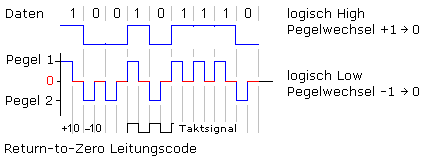 Daten 1 0 0 1 0 1 1 1 0
logisch High
Pegelwechsel +1 → 0
Pegel 1
0
Pegel 2
logisch Low
Pegelwechsel −1 → 0
+10 −10 Taktsignal
Return-to-Zero Leitungscode